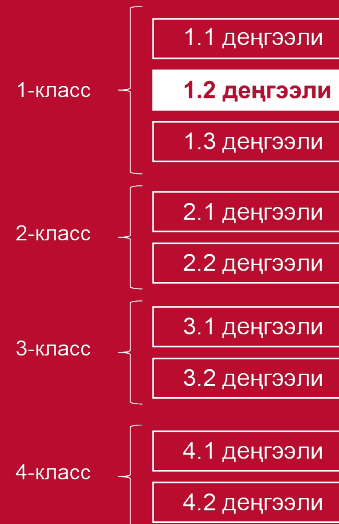 1-класс
1.1 деңгээли
1.2 деңгээли
1.3 деңгээли
2-класс
2.1 деңгээли
2.2 деңгээли
3-класс
3.1 деңгээли
3.2 деңгээли
4-класс
4.1 деңгээли
4.2 деңгээли